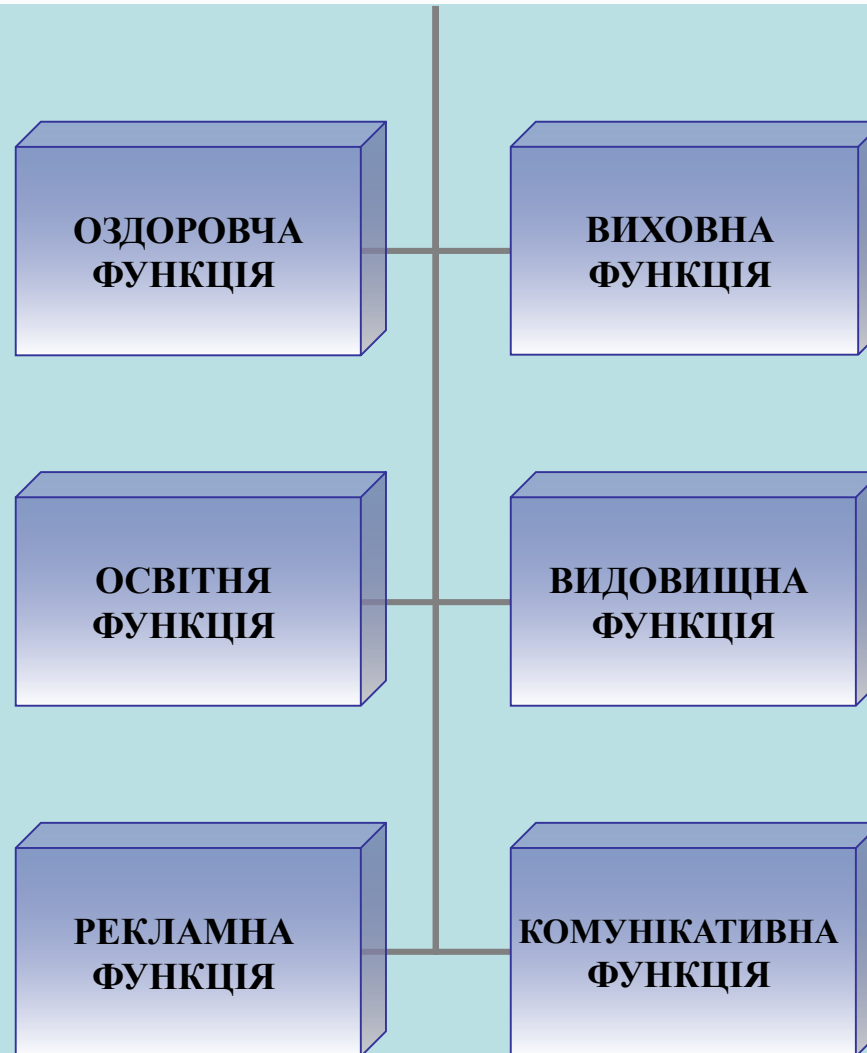 ОЗДОРОВЧА
ФУНКЦІЯ
ВИХОВНА
ФУНКЦІЯ
ОСВІТНЯ
ФУНКЦІЯ
ВИДОВИЩНА
ФУНКЦІЯ
РЕКЛАМНА
ФУНКЦІЯ
КОМУНІКАТИВНА
ФУНКЦІЯ